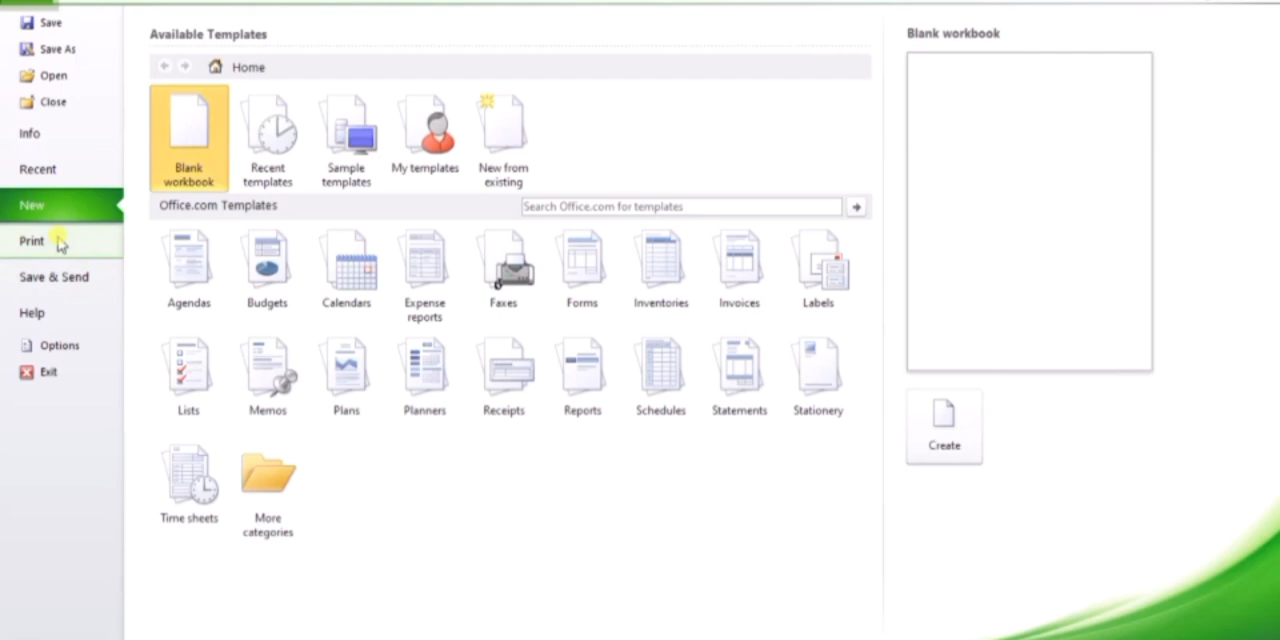 Save
Save As
Open
Close
Info
Recent
New
Print
Save & Send
Help
Options
Exit
Available Templates
Home
Blank workbook
Recent templates
Sample templates
My templates
New from existing
Office.com Templates
Search Office.com for templates
Agendas
Budgets
Calendars
Expense reports
Faxes
Forms
Inventories
Invoices
Labels
Lists
Memos
Plans
Planners
Receipts
Reports
Schedules
Statements
Stationery
Time sheets
More categories
Blank workbook
Create